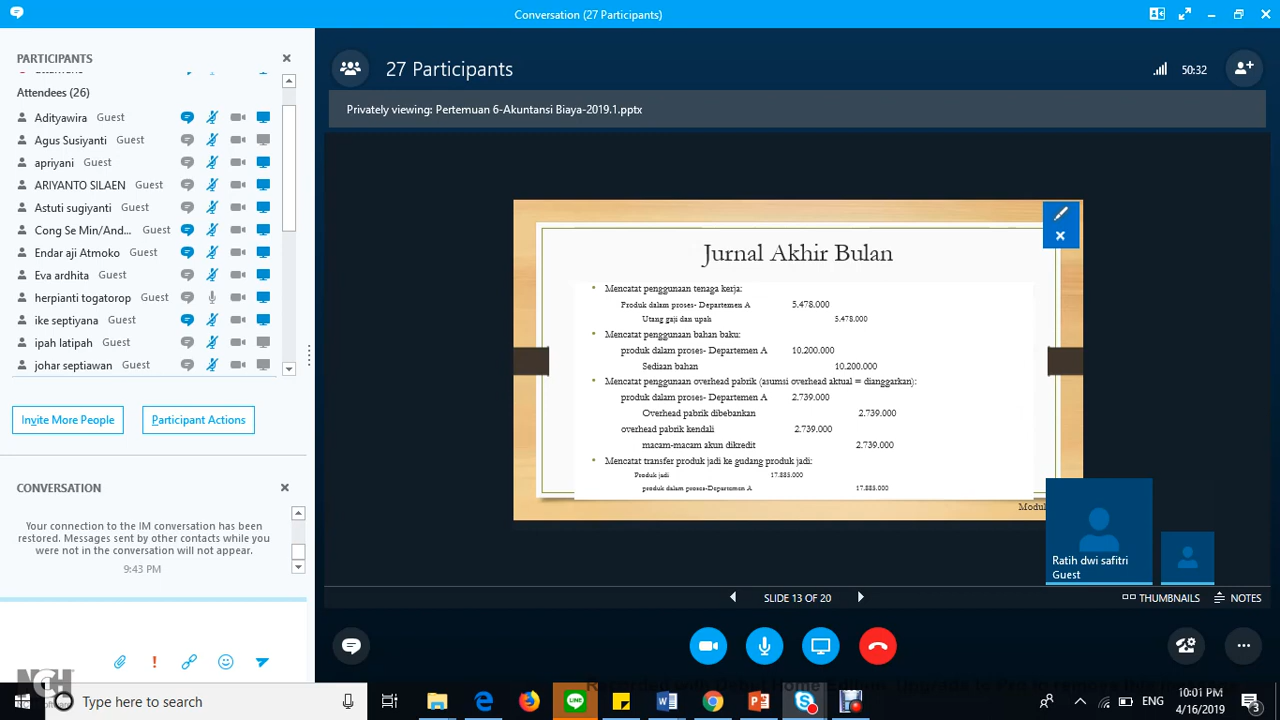 Conversation (27 Participants)
PARTICIPANTS
Attendees (26)
Adityawira Guest
Agus Susiyanti Guest
apriyani Guest
ARIYANTO SILAEN Guest
Astuti sugiyanti Guest
Cong Se Min/And... Guest
Endar aji Atmoko Guest
Eva ardhita Guest
herpianti togatorop Guest
ike septiyana Guest
ipah latipah Guest
johar septiawan Guest
Invite More People
Participant Actions
CONVERSATION
Your connection to the IM conversation has been
restored. Messages sent by other contacts while you
were not in the conversation will not appear.
9:43 PM
27 Participants
50:32
Privately viewing: Pertemuan 6-Akuntansi Biaya-2019.1.pptx
Jurnal Akhir Bulan
• Mencatat penggunaan tenaga kerja:
Produk dalam proses- Departemen A 5.478.000
Utang gaji dan upah 5.478.000
• Mencatat penggunaan bahan baku:
produk dalam proses- Departemen A 10.200.000
Sediaan bahan 10.200.000
• Mencatat penggunaan overhead pabrik (asumsi overhead aktual = dianggarkan):
produk dalam proses- Departemen A 2.739.000
Overhead pabrik dibebankan 2.739.000
overhead pabrik kendali 2.739.000
macam-macam akun dikredit 2.739.000
• Mencatat transfer produk jadi ke gudang produk jadi:
Produk jadi 17.885.000
produk dalam proses-Departemen A 17.885.000
Modul
Ratih dwi safitri
Guest
SLIDE 13 OF 20
THUMBNAILS
NOTES
NCH
Type here to search
ENG
10:01 PM
4/16/2019
3